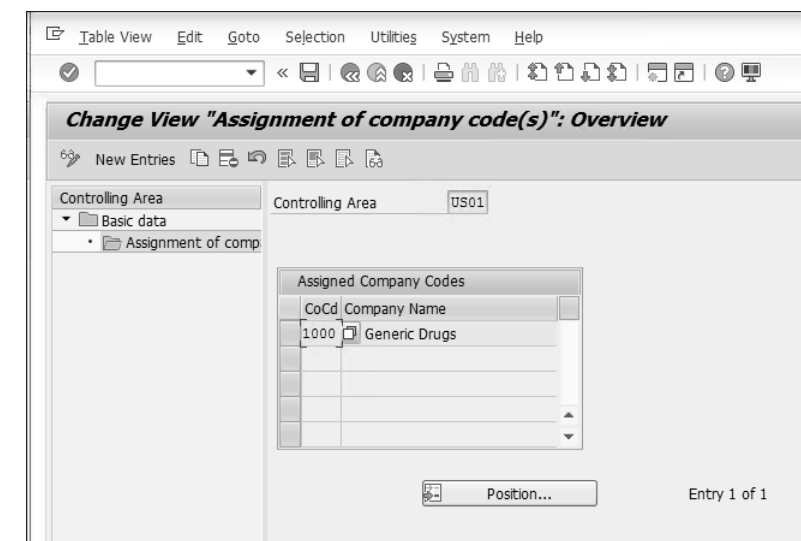 Table View Edit Goto Selection Utilities System Help
Change View "Assignment of company code(s)": Overview
New Entries
Controlling Area
Basic data
Assignment of comp
Controlling Area US01
Assigned Company Codes
CoCd Company Name
1000 Generic Drugs
Position... Entry 1 of 1